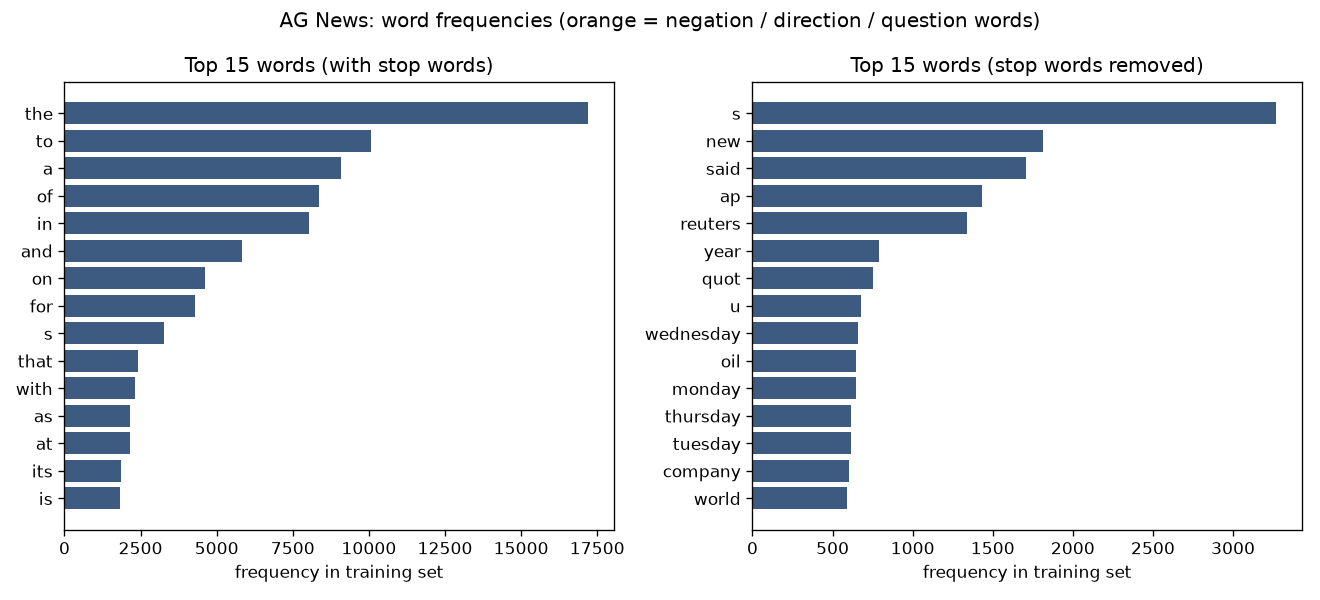 AG News: word frequencies (orange = negation / direction / question words)
Top 15 words (with stop words)
the
to
a
of
in
and
on
for
s
that
with
as
at
its
is
0 2500 5000 7500 10000 12500 15000 17500
frequency in training set
Top 15 words (stop words removed)
s
new
said
ap
reuters
year
quot
u
wednesday
oil
monday
thursday
tuesday
company
world
0 500 1000 1500 2000 2500 3000
frequency in training set